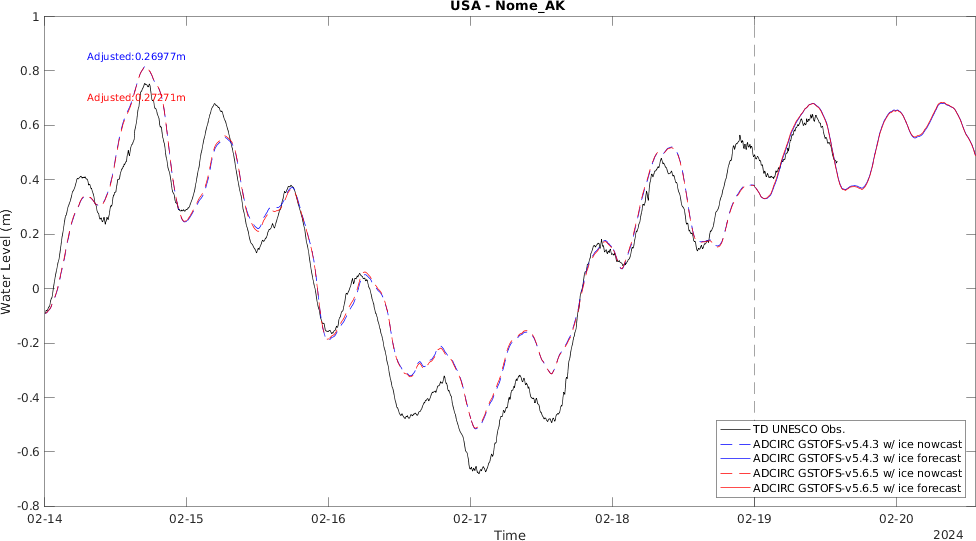 USA - Nome_AK
Adjusted:0.26977m
Adjusted:0.27271m
Water Level (m)
1
0.8
0.6
0.4
0.2
0
-0.2
-0.4
-0.6
-0.8
TD UNESCO Obs.
ADCIRC GSTOFS-v5.4.3 w/ ice nowcast
ADCIRC GSTOFS-v5.4.3 w/ ice forecast
ADCIRC GSTOFS-v5.6.5 w/ ice nowcast
ADCIRC GSTOFS-v5.6.5 w/ ice forecast
02-14 02-15 02-16 02-17 02-18 02-19 02-20
Time
2024